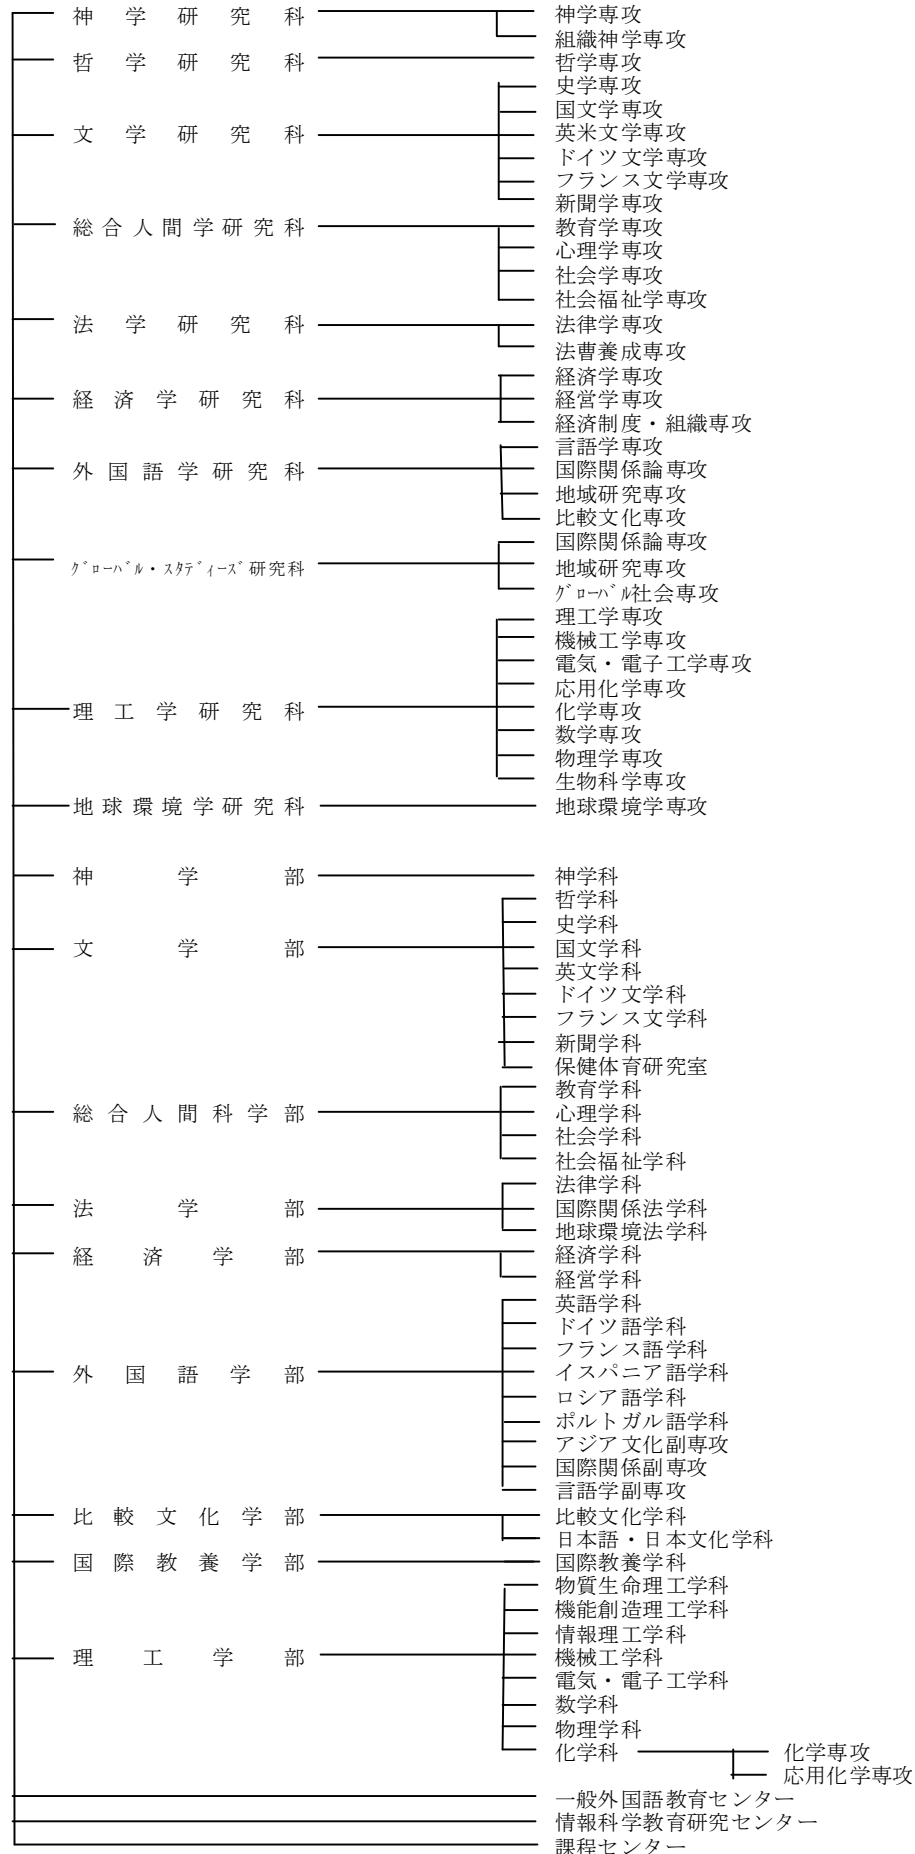 神学研究科 神学専攻
組織神学専攻
哲学研究科 哲学専攻
史学専攻
国文学専攻
文学研究科 英米文学専攻
ドイツ文学専攻
フランス文学専攻
新聞学専攻
総合人間学研究科 教育学専攻
心理学専攻
社会学専攻
社会福祉学専攻
法学研究科 法律学専攻
法曹養成専攻
経済学専攻
経済学研究科 経営学専攻
経済制度・組織専攻
言語学専攻
外国語学研究科 国際関係論専攻
地域研究専攻
比較文化専攻
国際関係論専攻
グローバル・スタディーズ研究科 地域研究専攻
グローバル社会専攻
理工学専攻
機械工学専攻
電気・電子工学専攻
応用化学専攻
理工学研究科 化学専攻
数学専攻
物理学専攻
生物科学専攻
地球環境学研究科 地球環境学専攻
神学部 神学科
哲学科
史学科
文学部 国文学科
英文学科
ドイツ文学科
フランス文学科
新聞学科
保健体育研究室
教育学科
総合人間科学部 心理学科
社会学科
社会福祉学科
法律学科
法学部 国際関係法学科
地球環境法学科
経済学部 経済学科
経営学科
英語学科
ドイツ語学科
フランス語学科
外国語学部 イスパニア語学科
ロシア語学科
ポルトガル語学科
アジア文化副専攻
国際関係副専攻
言語学副専攻
比較文化学部 比較文化学科
日本語・日本文化学科
国際教養学部 国際教養学科
物質生命理工学科
機能創造理工学科
情報理工学科
理工学部 機械工学科
電気・電子工学科
数学科
物理学科
化学科 化学専攻
応用化学専攻
一般外国語教育センター
情報科学教育研究センター
課程センター